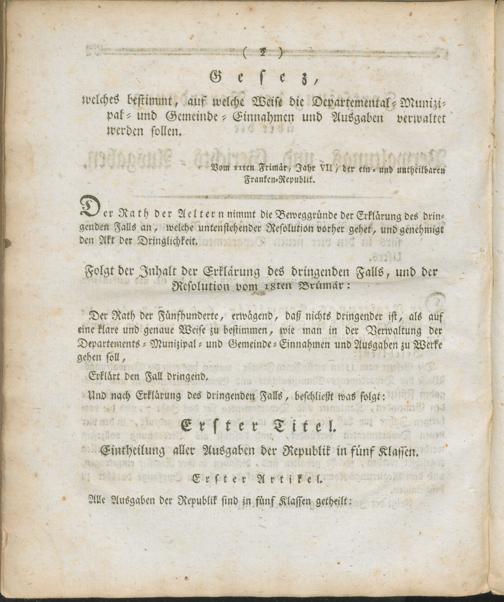 ( 2 )
Gesez,
welches bestimmt, auf welche Weise die Departemental-Munizi-
pal- und Gemeinde-Einnahmen und Ausgaben verwaltet
werden sollen.
Vom 11ten Frimär, Jahr VII, der ein- und untheilbaren
Franken-Republik.
Der Rath der Aeltern nimmt die Beweggründe der Erklärung des drin-
genden Falls an, welche untenstehender Resolution vorher gehet, und genehmigt
den Akt der Dringlichkeit.
Folgt der Inhalt der Erklärung des dringenden Falls, und der
Resolution vom 18ten Brümär:
Der Rath der Fünfhunderte, erwägend, daß nichts dringender ist, als auf
eine klare und genaue Weise zu bestimmen, wie man in der Verwaltung der
Departements-Munizipal- und Gemeinde-Einnahmen und Ausgaben zu Werke
gehen soll,
Erklärt den Fall dringend.
Und nach Erklärung des dringenden Falls, beschließt was folgt:
Erster Titel.
Eintheilung aller Ausgaben der Republik in fünf Klassen.
Erster Artikel.
Alle Ausgaben der Republik sind in fünf Klassen getheilt: